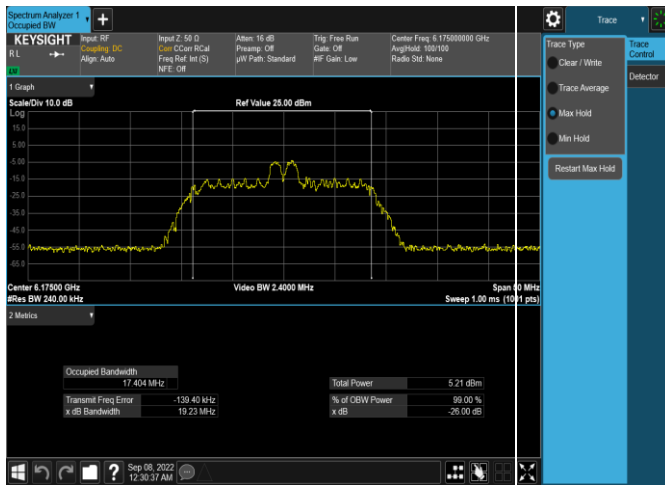 Spectrum Analyzer 1
Occupied BW
+
Trace
KEYSIGHT
R L
LU
Input: RF
Coupling: DC
Align: Auto
Input Z: 50 Ω
Corr CCorr RCal
Freq Ref: Int (S)
NFE: Off
Atten: 16 dB
Preamp: Off
µW Path: Standard
Trig: Free Run
Gate: Off
#IF Gain: Low
Center Freq: 6.175000000 GHz
Avg|Hold: 100/100
Radio Std: None
Trace Type
Clear / Write
Trace Average
Max Hold
Min Hold
Restart Max Hold
Trace
Control
Detector
1 Graph
Scale/Div 10.0 dB
Ref Value 25.00 dBm
Log
15.0
5.00
-5.00
-15.0
-25.0
-35.0
-45.0
-55.0
-65.0
Center 6.17500 GHz
#Res BW 240.00 kHz
Video BW 2.4000 MHz
Span 50 MHz
Sweep 1.00 ms (1001 pts)
2 Metrics
Occupied Bandwidth
17.404 MHz
Transmit Freq Error -139.40 kHz
x dB Bandwidth 19.23 MHz
Total Power 5.21 dBm
% of OBW Power 99.00 %
x dB -26.00 dB
?
Sep 08, 2022
12:30:37 AM